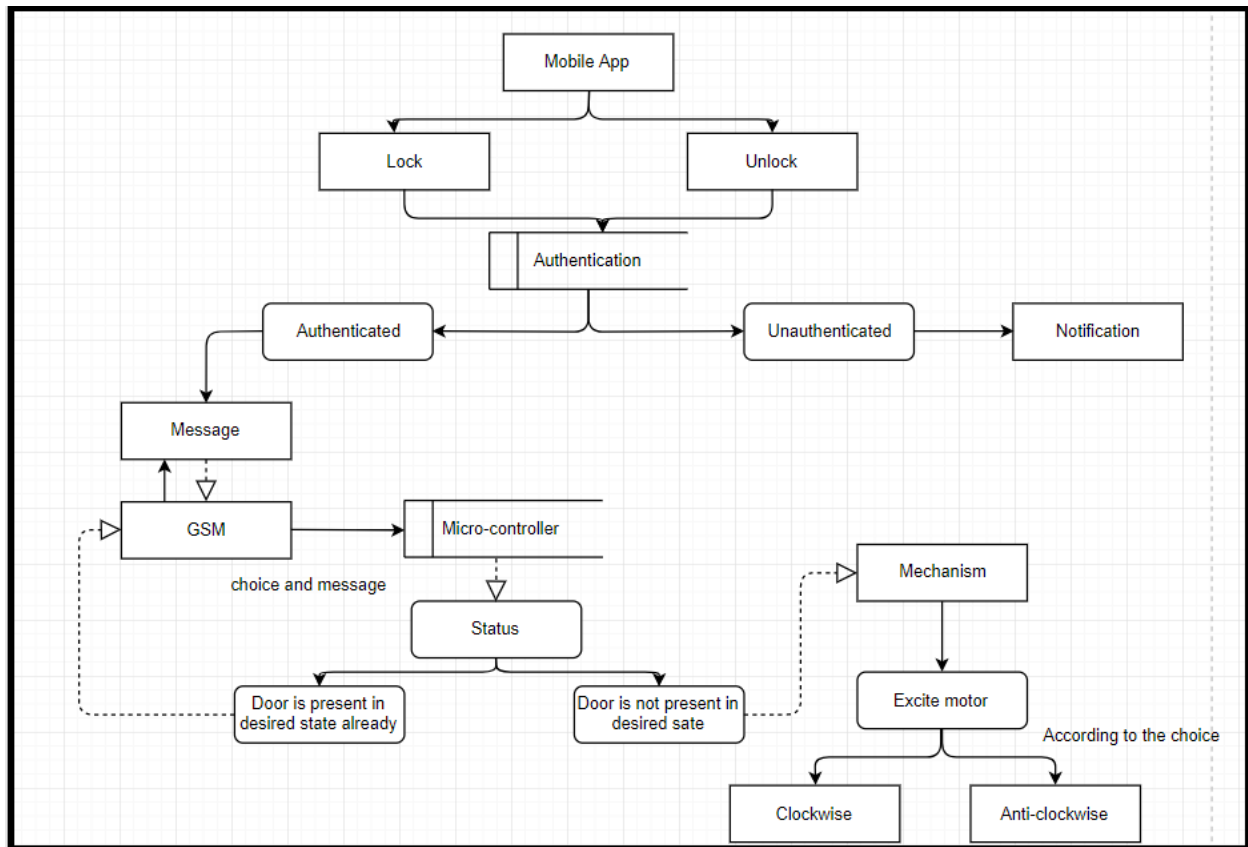 Mobile App
Lock
Unlock
Authentication
Authenticated
Unauthenticated
Notification
Message
GSM
Micro-controller
choice and message
Mechanism
Status
Door is present in
desired state already
Door is not present in
desired sate
Excite motor
According to the choice
Clockwise
Anti-clockwise